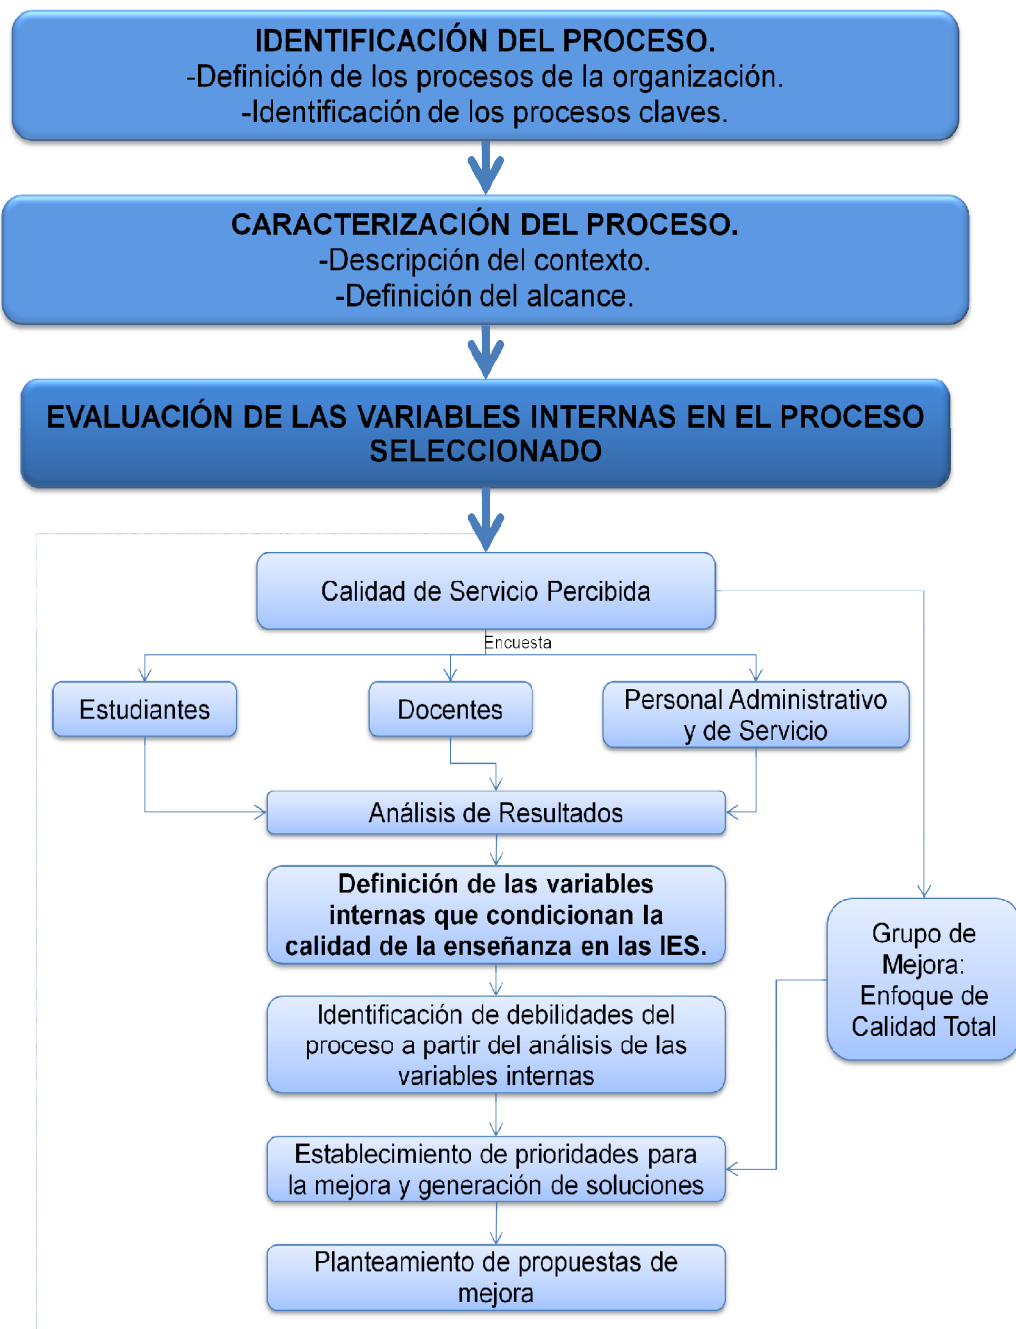 IDENTIFICACIÓN DEL PROCESO.
-Definición de los procesos de la organización.
-Identificación de los procesos claves.
CARACTERIZACIÓN DEL PROCESO.
-Descripción del contexto.
-Definición del alcance.
EVALUACIÓN DE LAS VARIABLES INTERNAS EN EL PROCESO
SELECCIONADO
Calidad de Servicio Percibida
Encuesta
Estudiantes
Docentes
Personal Administrativo
y de Servicio
Análisis de Resultados
Definición de las variables
internas que condicionan la
calidad de la enseñanza en las IES.
Grupo de
Mejora:
Enfoque de
Calidad Total
Identificación de debilidades del
proceso a partir del análisis de las
variables internas
Establecimiento de prioridades para
la mejora y generación de soluciones
Planteamiento de propuestas de
mejora